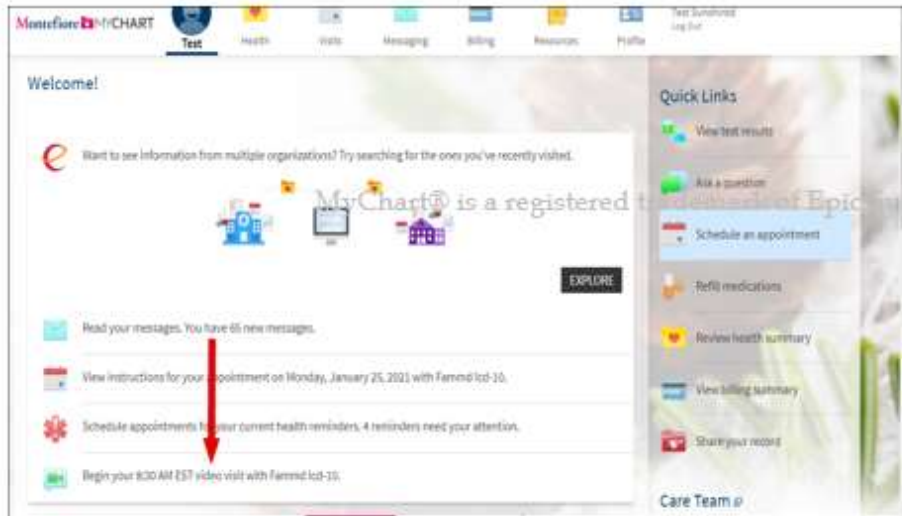 Montefiore MYCHART
Test
Health
Visits
Messaging
Billing
Resources
Profile
Log Out
Welcome!
Want to see information from multiple organizations? Try searching for the ones you've recently visited.
MyChart® is a registered trademark of Epic
EXPLORE
Read your messages. You have 65 new messages.
View instructions for your appointment on Monday, January 25, 2021 with Fammd Icd-10.
Schedule appointments for your current health reminders. 4 reminders need your attention.
Begin your 8:30 AM EST video visit with Fammd Icd-10.
Quick Links
View test results
Ask a question
Schedule an appointment
Refill medications
Review health summary
View billing summary
Share your record
Care Team